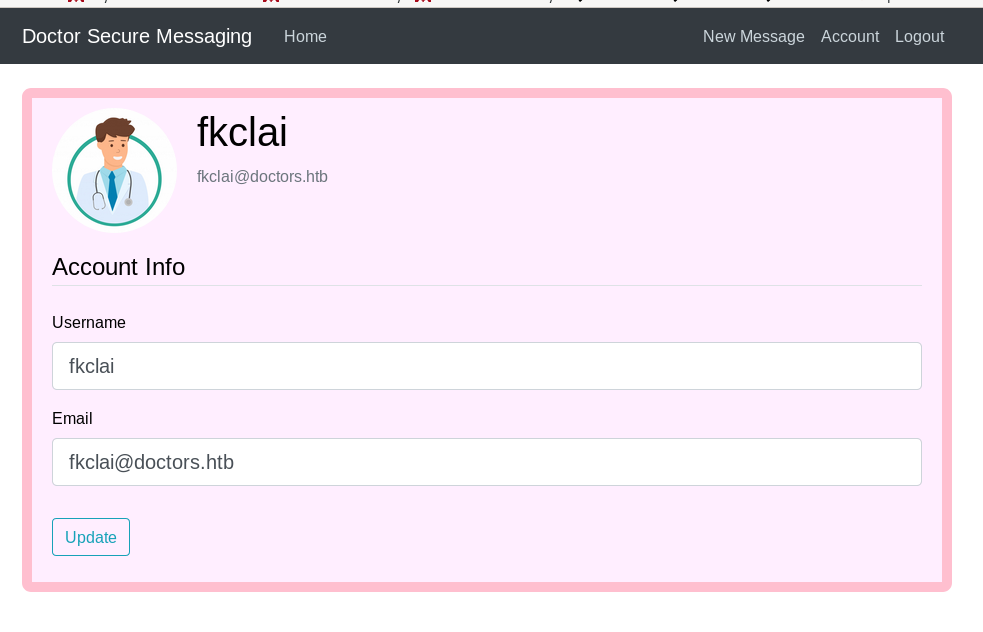 Doctor Secure Messaging Home New Message Account Logout
fkclai
fkclai@doctors.htb
Account Info
Username
fkclai
Email
fkclai@doctors.htb
Update